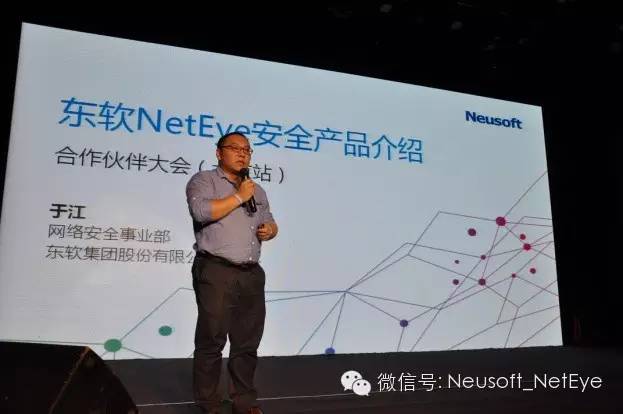 Neusoft
东软NetEye安全产品介绍
合作伙伴大会（ 站）
于江
网络安全事业部
东软集团股份有限
微信号: Neusoft_NetEye